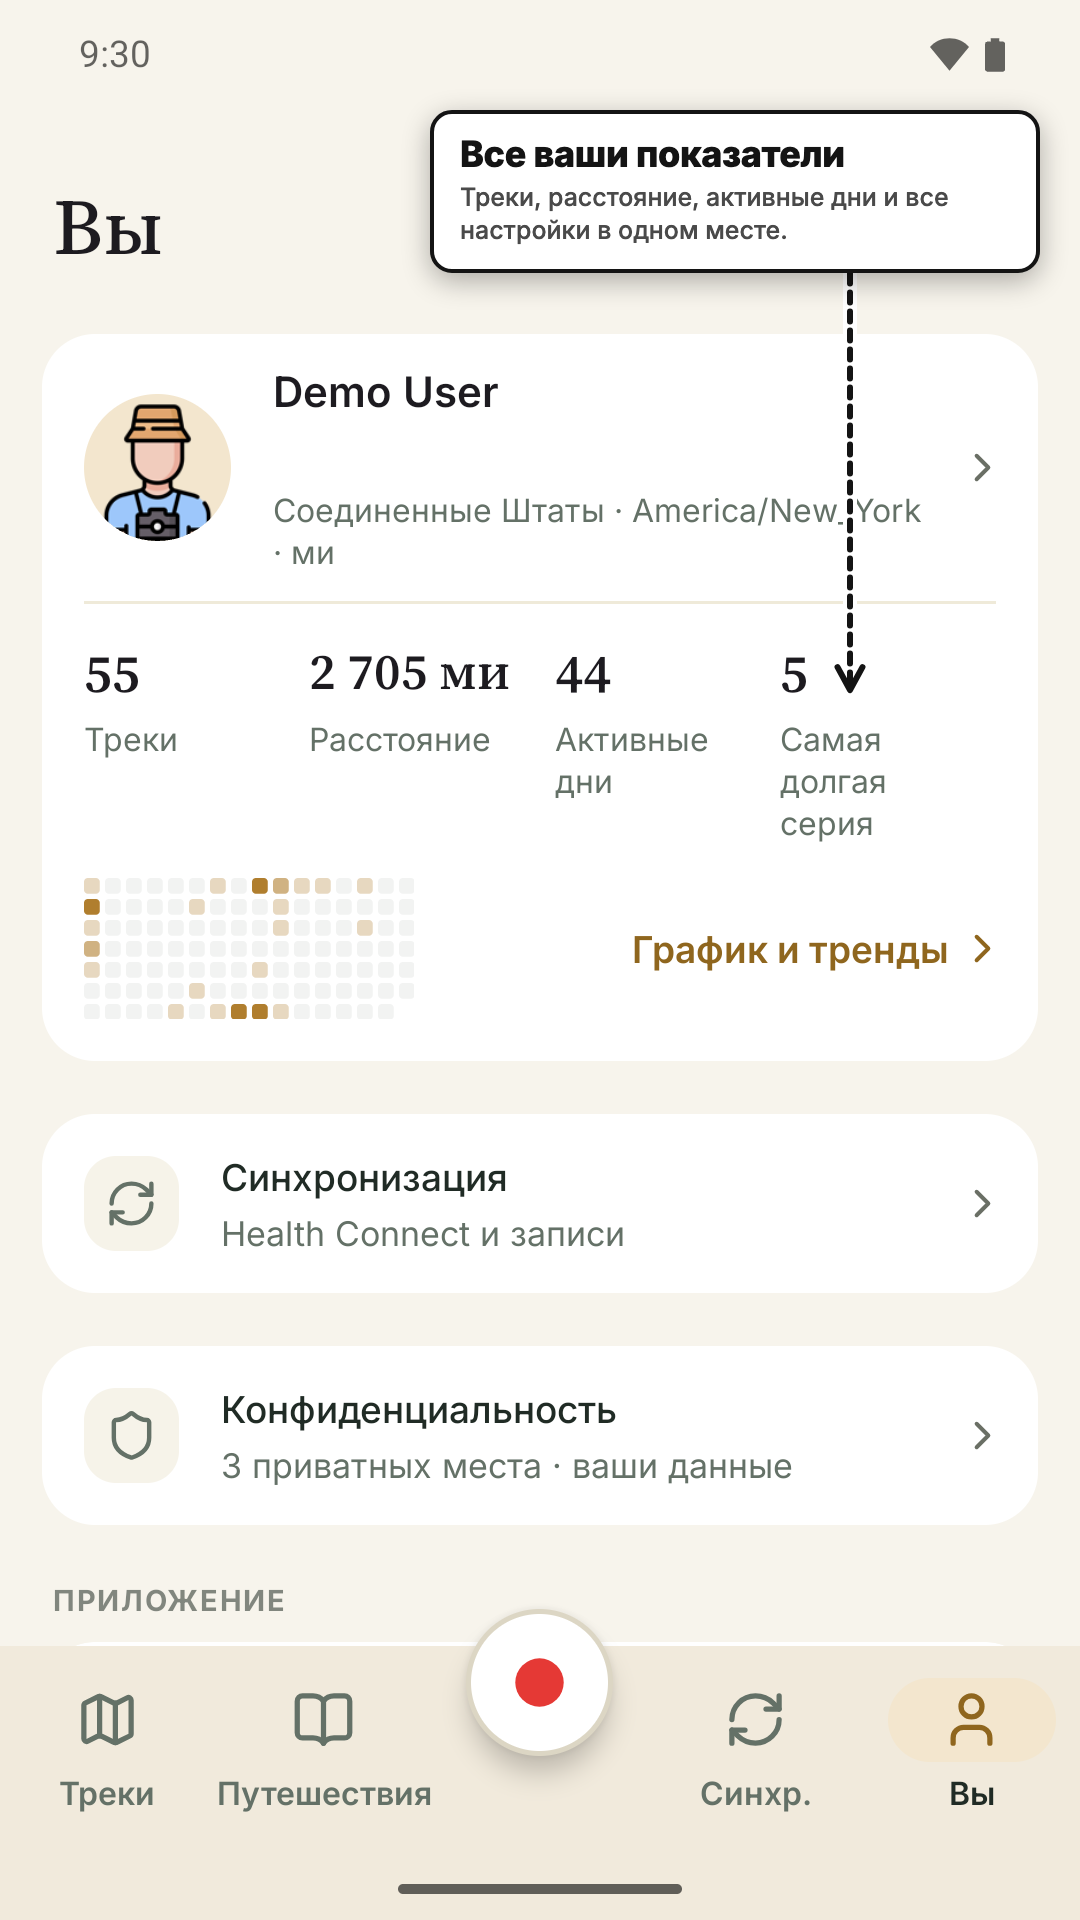 9:30
Все ваши показатели
Треки, расстояние, активные дни и все
настройки в одном месте.
Вы
Demo User
Соединенные Штаты · America/New_York
· ми
55
Треки
2 705 ми
Расстояние
44
Активные
дни
5
Самая
долгая
серия
График и тренды
Синхронизация
Health Connect и записи
Конфиденциальность
3 приватных места · ваши данные
ПРИЛОЖЕНИЕ
Треки
Путешествия
Синхр.
Вы